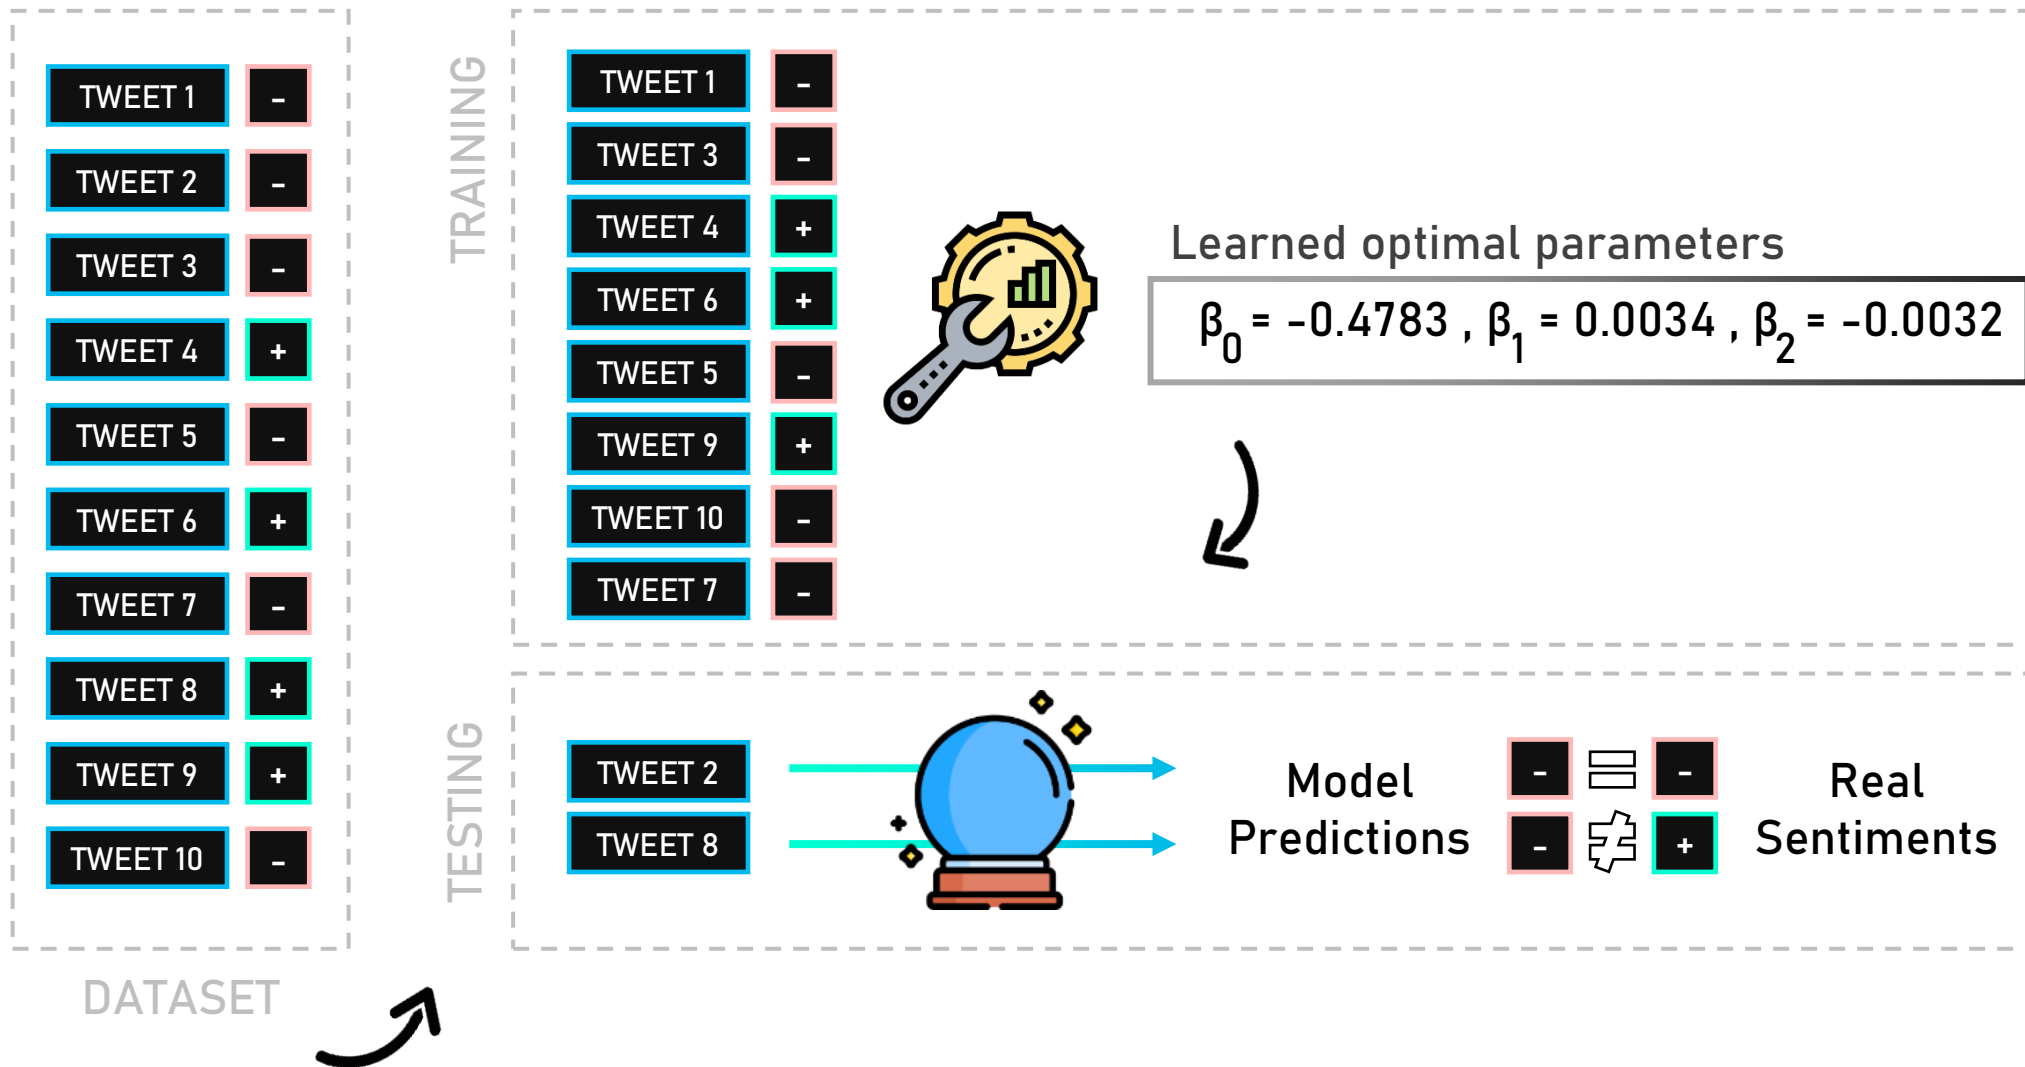 TWEET 1 -
TWEET 2 -
TWEET 3 -
TWEET 4 +
TWEET 5 -
TWEET 6 +
TWEET 7 -
TWEET 8 +
TWEET 9 +
TWEET 10 -
DATASET
TRAINING
TWEET 1 -
TWEET 3 -
TWEET 4 +
TWEET 6 +
TWEET 5 -
TWEET 9 +
TWEET 10 -
TWEET 7 -
Learned optimal parameters
β0 = -0.4783 , β1 = 0.0034 , β2 = -0.0032
TESTING
TWEET 2
TWEET 8
Model
Predictions
- = -
- ≠ +
Real
Sentiments